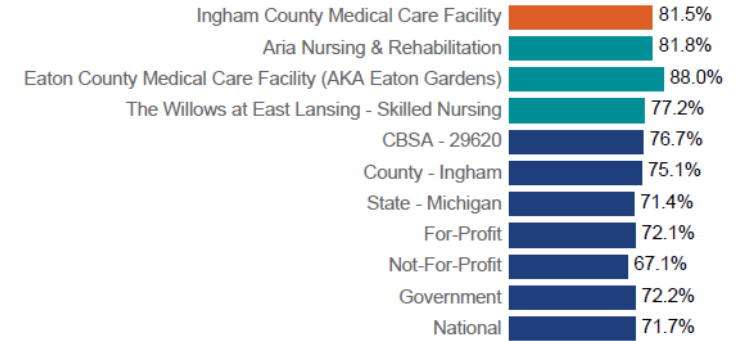 Ingham County Medical Care Facility 81.5%
Aria Nursing & Rehabilitation 81.8%
Eaton County Medical Care Facility (AKA Eaton Gardens) 88.0%
The Willows at East Lansing - Skilled Nursing 77.2%
CBSA - 29620 76.7%
County - Ingham 75.1%
State - Michigan 71.4%
For-Profit 72.1%
Not-For-Profit 67.1%
Government 72.2%
National 71.7%